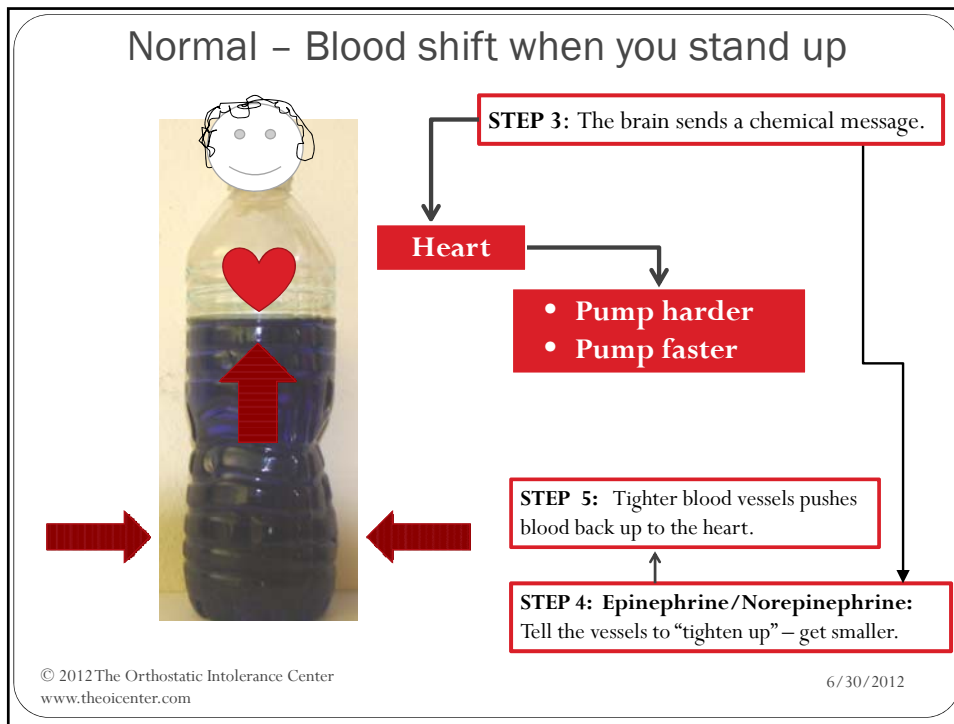 Normal – Blood shift when you stand up
STEP 3: The brain sends a chemical message.
Heart
• Pump harder
• Pump faster
STEP 5: Tighter blood vessels pushes
blood back up to the heart.
STEP 4: Epinephrine/Norepinephrine:
Tell the vessels to “tighten up” – get smaller.
© 2012 The Orthostatic Intolerance Center
www.theoicenter.com
6/30/2012